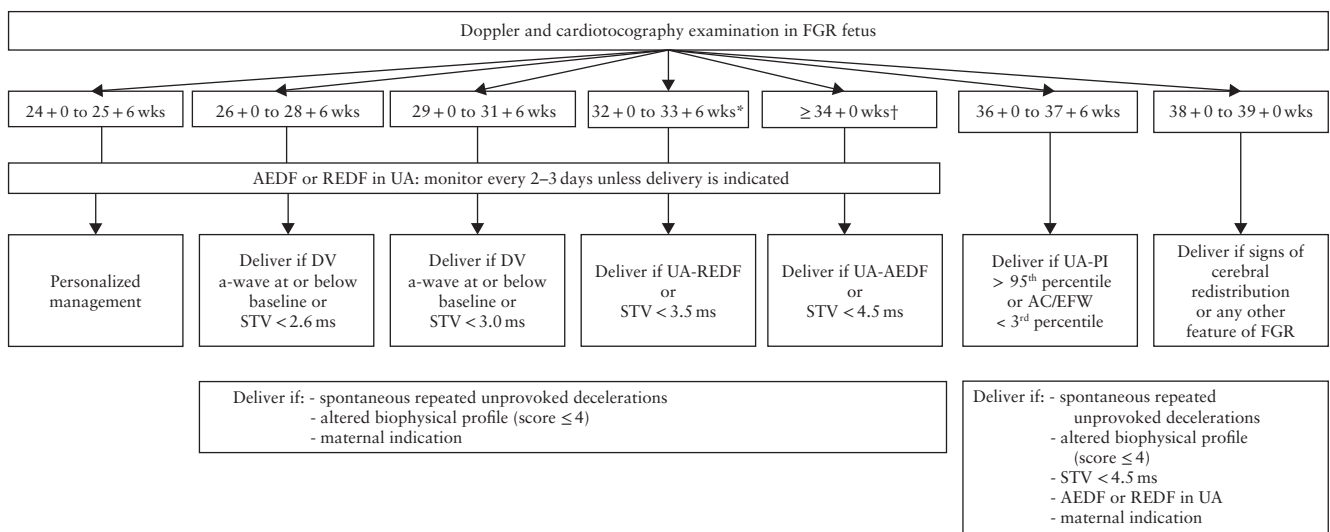 Doppler and cardiotocography examination in FGR fetus
24 + 0 to 25 + 6 wks
26 + 0 to 28 + 6 wks
29 + 0 to 31 + 6 wks
32 + 0 to 33 + 6 wks*
≥ 34 + 0 wks†
36 + 0 to 37 + 6 wks
38 + 0 to 39 + 0 wks
AEDF or REDF in UA: monitor every 2–3 days unless delivery is indicated
Personalized
management
Deliver if DV
a-wave at or below
baseline or
STV < 2.6 ms
Deliver if DV
a-wave at or below
baseline or
STV < 3.0 ms
Deliver if UA-REDF
or
STV < 3.5 ms
Deliver if UA-AEDF
or
STV < 4.5 ms
Deliver if UA-PI
> 95th percentile
or AC/EFW
< 3rd percentile
Deliver if signs of
cerebral
redistribution
or any other
feature of FGR
Deliver if: - spontaneous repeated unprovoked decelerations
- altered biophysical profile (score ≤ 4)
- maternal indication
Deliver if: - spontaneous repeated
unprovoked decelerations
- altered biophysical profile
(score ≤ 4)
- STV < 4.5 ms
- AEDF or REDF in UA
- maternal indication